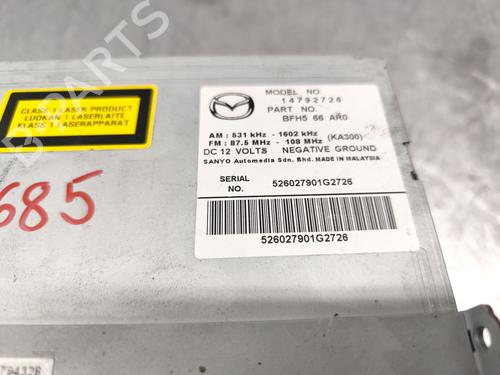 B-PARTS
CLASS 1 LASER PRODUCT
LUOKAN 1 LASERLAITE
KLASS 1 LASERAPPARAT
MODEL NO.
14792726
PART NO.
BFH5 66 AR0
AM : 531 kHz - 1602 kHz (KA300)
FM : 87.5 MHz - 108 MHz
DC 12 VOLTS NEGATIVE GROUND
SANYO Automedia Sdn. Bhd. MADE IN MALAYSIA
SERIAL NO. 526027901G2726
526027901G2726
685